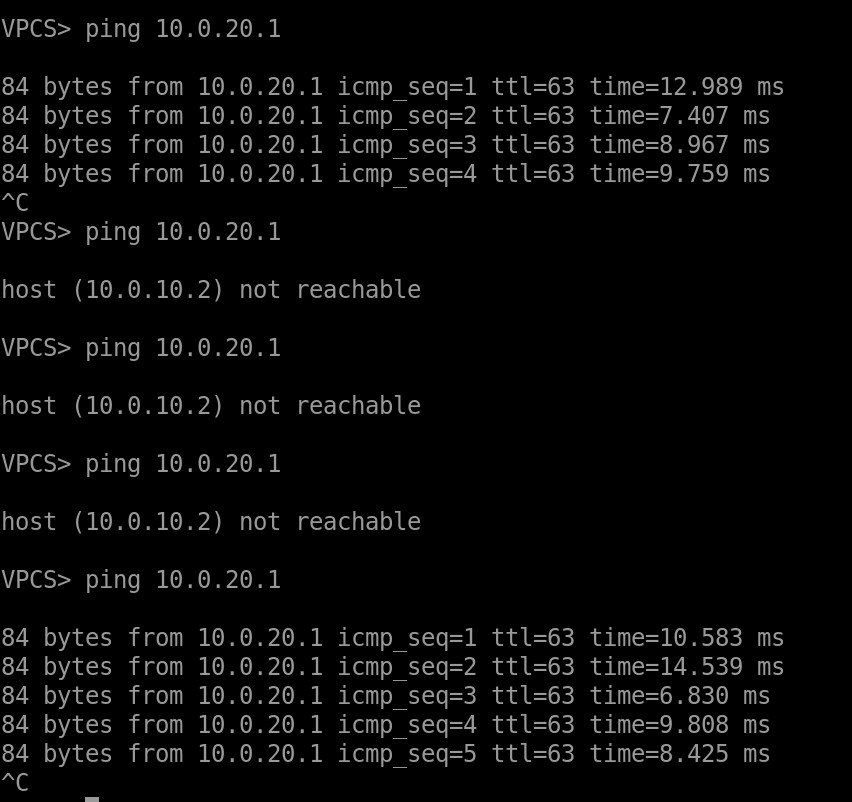 VPCS> ping 10.0.20.1
84 bytes from 10.0.20.1 icmp_seq=1 ttl=63 time=12.989 ms
84 bytes from 10.0.20.1 icmp_seq=2 ttl=63 time=7.407 ms
84 bytes from 10.0.20.1 icmp_seq=3 ttl=63 time=8.967 ms
84 bytes from 10.0.20.1 icmp_seq=4 ttl=63 time=9.759 ms
^C
VPCS> ping 10.0.20.1
host (10.0.10.2) not reachable
VPCS> ping 10.0.20.1
host (10.0.10.2) not reachable
VPCS> ping 10.0.20.1
host (10.0.10.2) not reachable
VPCS> ping 10.0.20.1
84 bytes from 10.0.20.1 icmp_seq=1 ttl=63 time=10.583 ms
84 bytes from 10.0.20.1 icmp_seq=2 ttl=63 time=14.539 ms
84 bytes from 10.0.20.1 icmp_seq=3 ttl=63 time=6.830 ms
84 bytes from 10.0.20.1 icmp_seq=4 ttl=63 time=9.808 ms
84 bytes from 10.0.20.1 icmp_seq=5 ttl=63 time=8.425 ms
^C